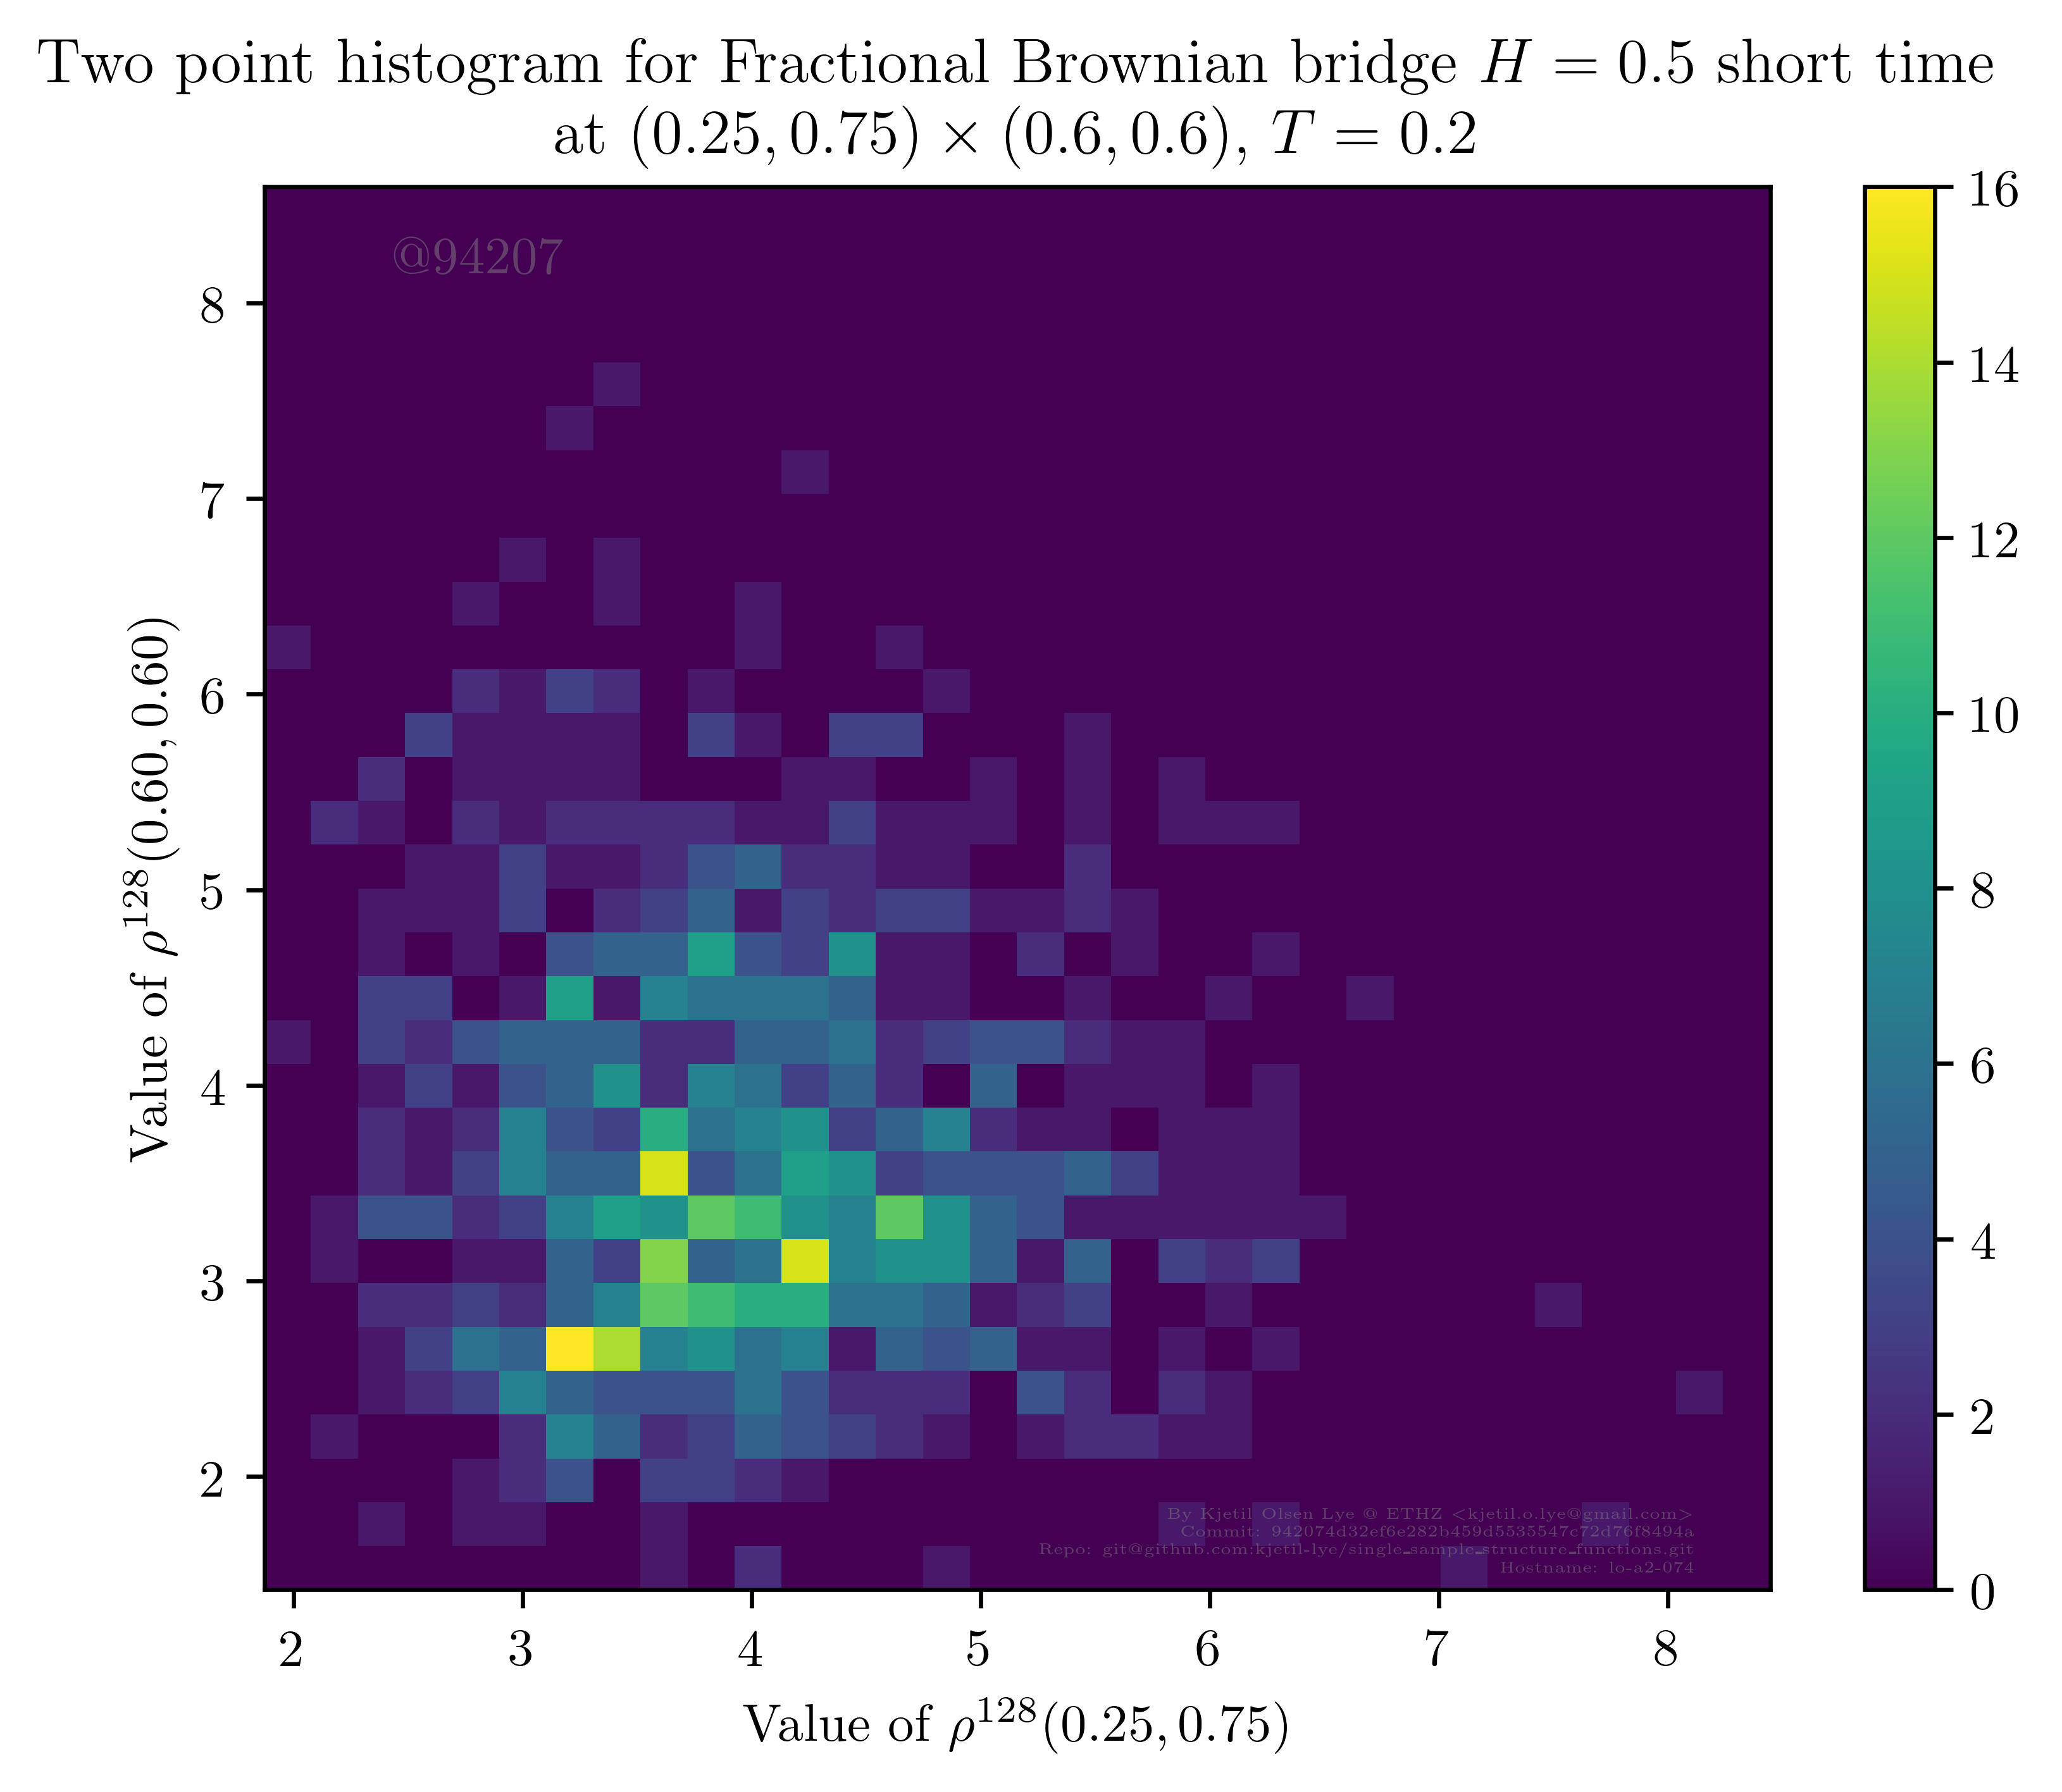 Two point histogram for Fractional Brownian bridge H = 0.5 short time
at (0.25, 0.75) × (0.6, 0.6), T = 0.2
@94207
16
14
12
10
8
6
4
2
0
8
7
6
5
4
3
2
Value of ρ^128(0.60, 0.60)
By Kjetil Olsen Lye @ ETHZ <kjetil.o.lye@gmail.com>
Commit: 942074d32ef6e282b459d5535547c72d76f8494a
Repo: git@github.com:kjetil-lye/single_sample_structure_functions.git
Hostname: lo-a2-074
2 3 4 5 6 7 8
Value of ρ^128(0.25, 0.75)